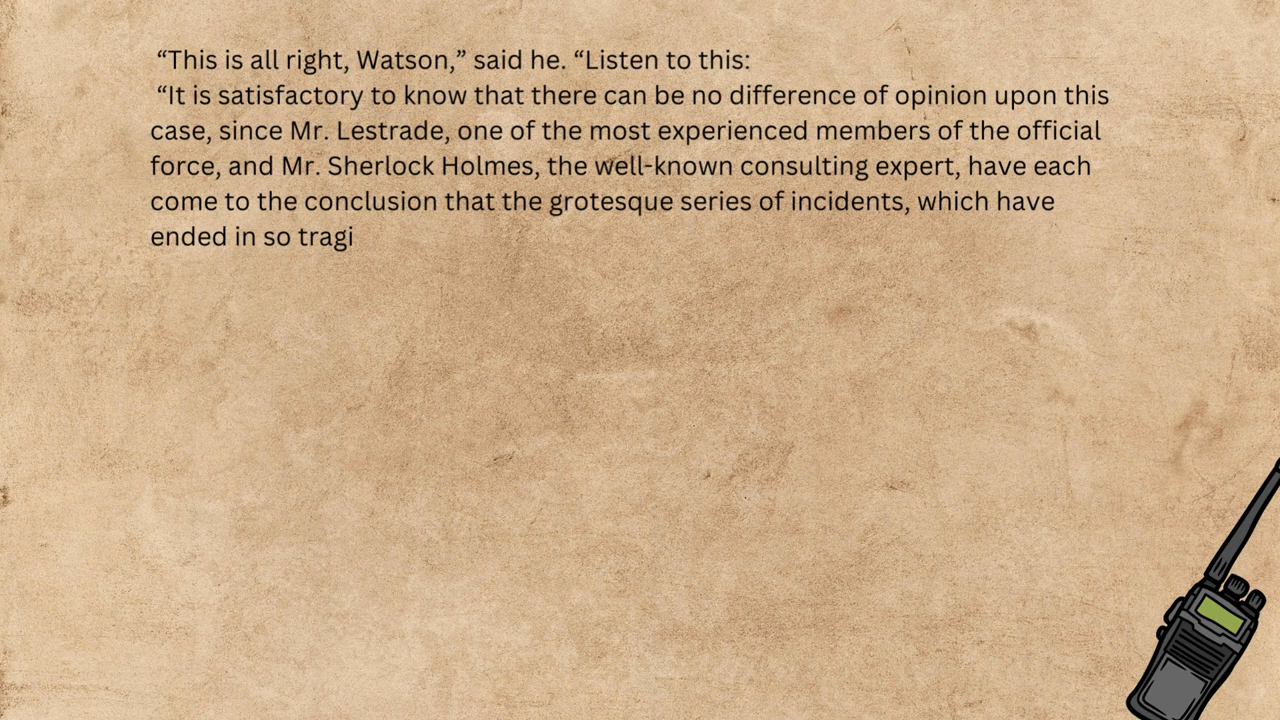 “This is all right, Watson,” said he. “Listen to this:
“It is satisfactory to know that there can be no difference of opinion upon this
case, since Mr. Lestrade, one of the most experienced members of the official
force, and Mr. Sherlock Holmes, the well-known consulting expert, have each
come to the conclusion that the grotesque series of incidents, which have
ended in so tragi